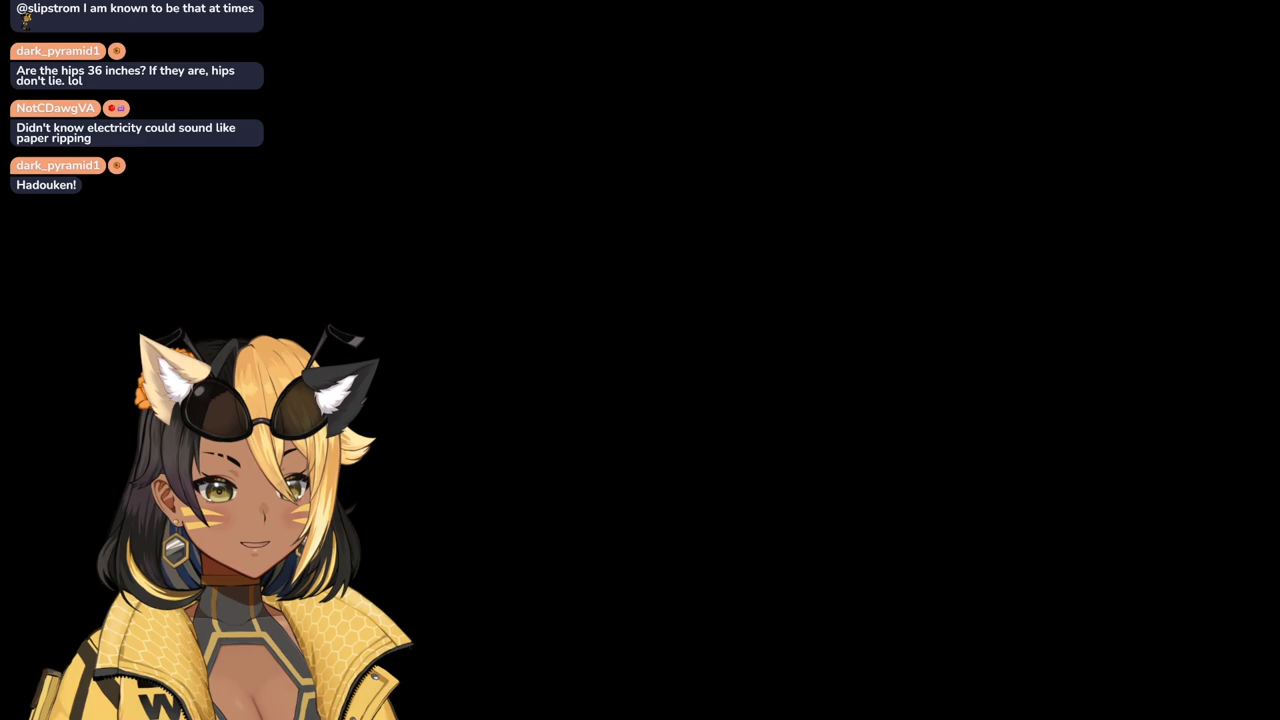 @slipstrom I am known to be that at times
dark_pyramid1
Are the hips 36 inches? If they are, hips
don't lie. lol
NotCDawgVA
Didn't know electricity could sound like
paper ripping
dark_pyramid1
Hadouken!
W